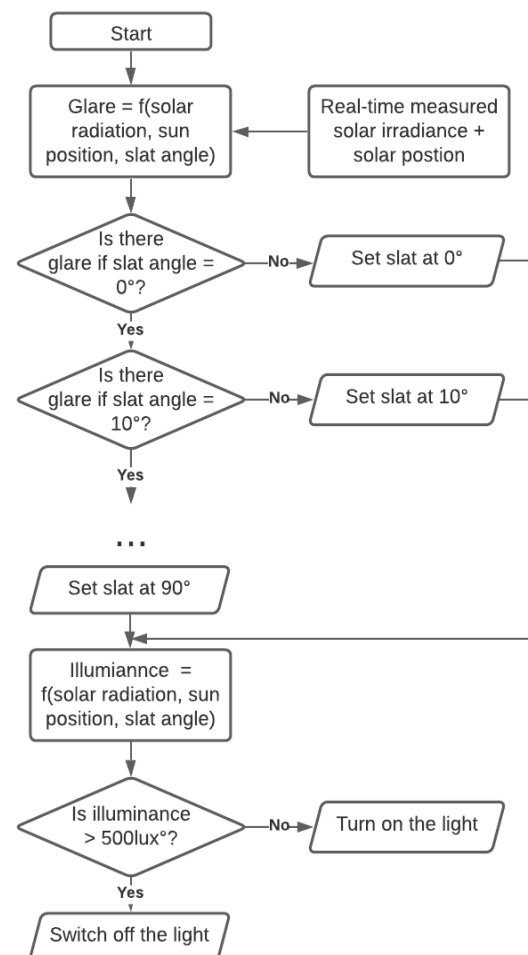 Start
Glare = f(solar
radiation, sun
position, slat angle)
Real-time measured
solar irradiance +
solar postion
Is there
glare if slat angle =
0°?
No
Set slat at 0°
Yes
Is there
glare if slat angle =
10°?
No
Set slat at 10°
Yes
...
Set slat at 90°
Illumiannce =
f(solar radiation, sun
position, slat angle)
Is illuminance
> 500lux°?
No
Turn on the light
Yes
Switch off the light